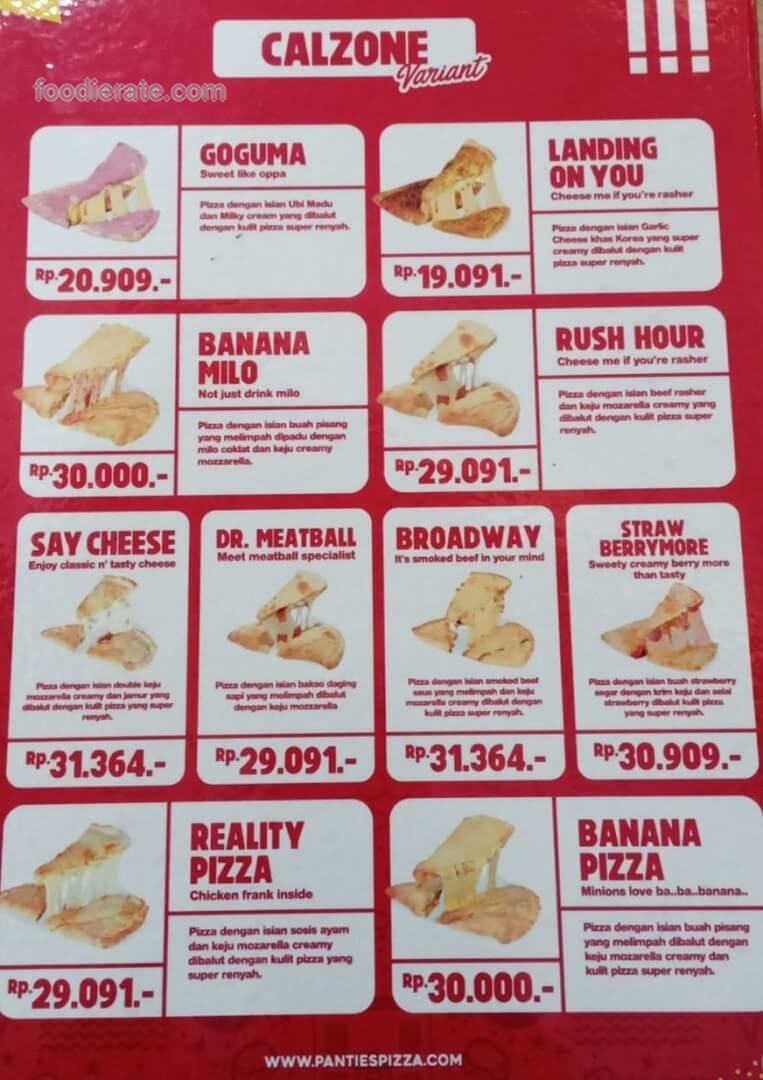 CALZONE
Variant
!!!
foodierate.com
GOGUMA
Sweet like oppa
Pizza dengan isian Ubi Madu
dan Milky cream yang dibalut
dengan kulit pizza super renyah.
Rp.20.909.-
LANDING
ON YOU
Cheese me if you're rasher
Pizza dengan isian Garlic
Cheese khas Korea yang super
creamy dibalut dengan kulit
pizza super renyah.
Rp.19.091.-
BANANA
MILO
Not just drink milo
Pizza dengan isian buah pisang
yang melimpah dipadu dengan
milo coklat dan keju creamy
mozzarella.
Rp.30.000.-
RUSH HOUR
Cheese me if you're rasher
Pizza dengan isian beef rasher
dan keju mozarella creamy yang
dibalut dengan kulit pizza super
renyah.
Rp.29.091.-
SAY CHEESE
Enjoy classic n' tasty cheese
Pizza dengan isian double keju
mozzarella creamy dan jamur yang
dibalut dengan kulit pizza yang super
renyah.
Rp.31.364.-
DR. MEATBALL
Meet meatball specialist
Pizza dengan isian bakso daging
sapi yang melimpah dibalut
dengan keju mozzarella
Rp.29.091.-
BROADWAY
It's smoked beef in your mind
Pizza dengan isian smoked beef
saus yang melimpah dan keju
mozarella creamy dibalut dengan
kulit pizza super renyah.
Rp.31.364.-
STRAW
BERRYMORE
Sweety creamy berry more
than tasty
Pizza dengan isian buah strawberry
segar dengan krim keju dan selai
strawberry dibalut kulit pizza
yang super renyah.
Rp.30.909.-
REALITY
PIZZA
Chicken frank inside
Pizza dengan isian sosis ayam
dan keju mozarella creamy
dibalut dengan kulit pizza yang
super renyah.
Rp.29.091.-
BANANA
PIZZA
Minions love ba..ba..banana..
Pizza dengan isian buah pisang
yang melimpah dibalut dengan
keju mozarella creamy dan
kulit pizza super renyah.
Rp.30.000.-
WWW.PANTIESPIZZA.COM